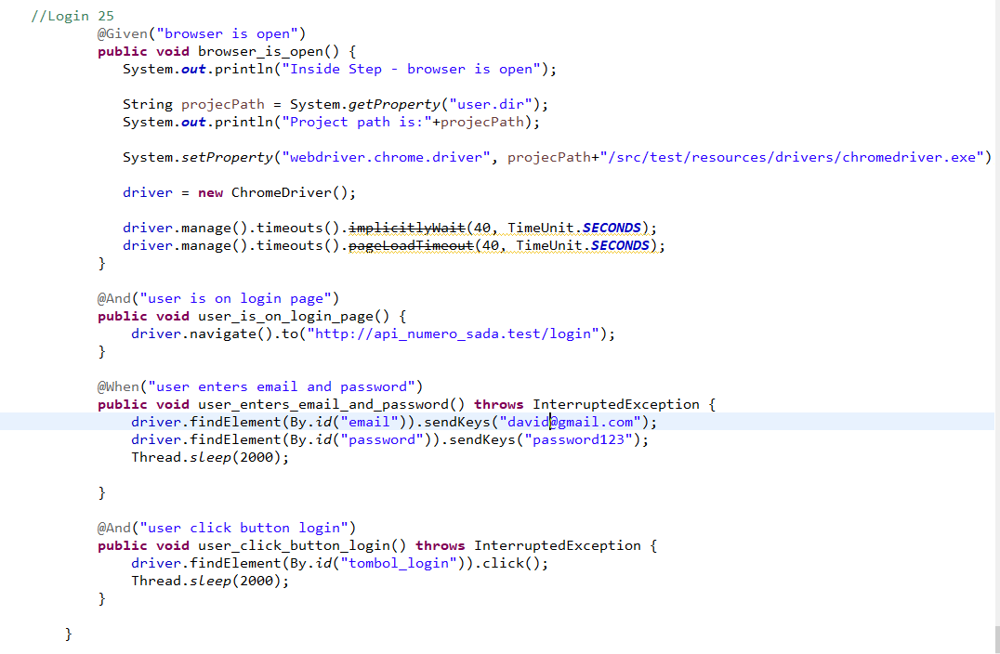 //Login 25
@Given("browser is open")
public void browser_is_open() {
System.out.println("Inside Step - browser is open");
String projecPath = System.getProperty("user.dir");
System.out.println("Project path is:"+projecPath);
System.setProperty("webdriver.chrome.driver", projecPath+"/src/test/resources/drivers/chromedriver.exe")
driver = new ChromeDriver();
driver.manage().timeouts().implicitlyWait(40, TimeUnit.SECONDS);
driver.manage().timeouts().pageLoadTimeout(40, TimeUnit.SECONDS);
}
@And("user is on login page")
public void user_is_on_login_page() {
driver.navigate().to("http://api_numero_sada.test/login");
}
@When("user enters email and password")
public void user_enters_email_and_password() throws InterruptedException {
driver.findElement(By.id("email")).sendKeys("david@gmail.com");
driver.findElement(By.id("password")).sendKeys("password123");
Thread.sleep(2000);
}
@And("user click button login")
public void user_click_button_login() throws InterruptedException {
driver.findElement(By.id("tombol_login")).click();
Thread.sleep(2000);
}
}